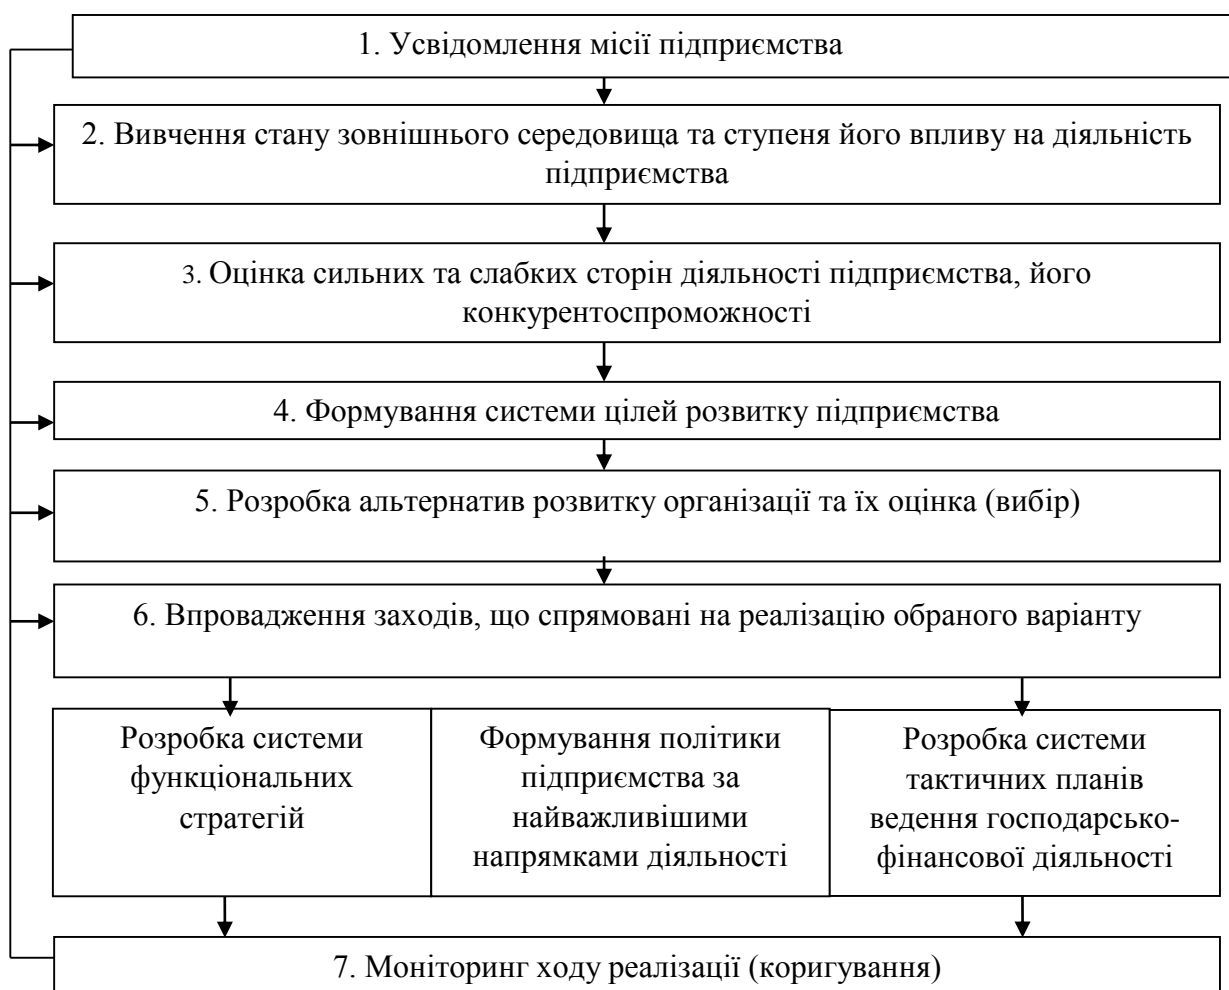 1. Усвідомлення місії підприємства
2. Вивчення стану зовнішнього середовища та ступеня його впливу на діяльність
підприємства
3. Оцінка сильних та слабких сторін діяльності підприємства, його
конкурентоспроможності
4. Формування системи цілей розвитку підприємства
5. Розробка альтернатив розвитку організації та їх оцінка (вибір)
6. Впровадження заходів, що спрямовані на реалізацію обраного варіанту
Розробка системи
функціональних
стратегій
Формування політики
підприємства за
найважливішими
напрямками діяльності
Розробка системи
тактичних планів
ведення господарсько-
фінансової діяльності
7. Моніторинг ходу реалізації (коригування)